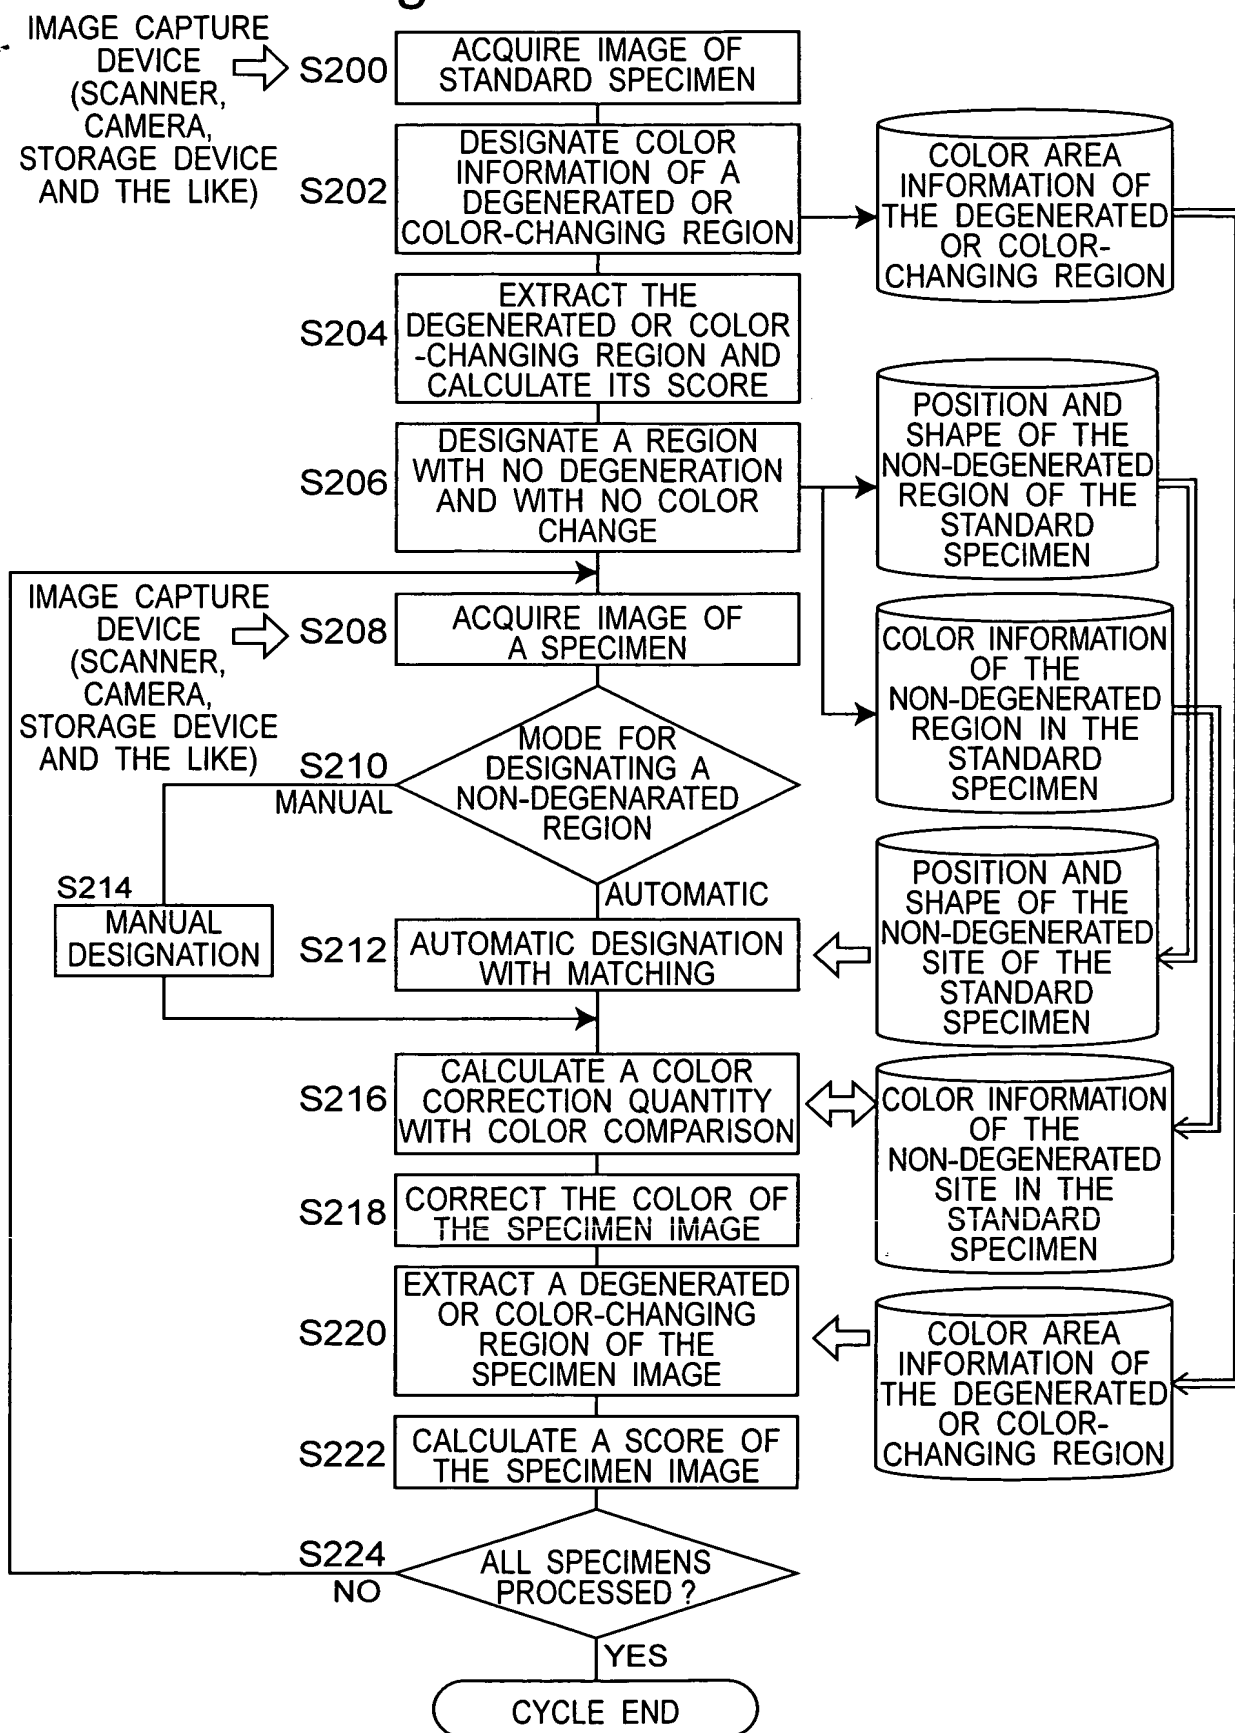 IMAGE CAPTURE
DEVICE
(SCANNER,
CAMERA,
STORAGE DEVICE
AND THE LIKE)
S200
ACQUIRE IMAGE OF
STANDARD SPECIMEN
S202
DESIGNATE COLOR
INFORMATION OF A
DEGENERATED OR
COLOR-CHANGING REGION
COLOR AREA
INFORMATION OF
THE DEGENERATED
OR COLOR-
CHANGING REGION
S204
EXTRACT THE
DEGENERATED OR COLOR
-CHANGING REGION AND
CALCULATE ITS SCORE
S206
DESIGNATE A REGION
WITH NO DEGENERATION
AND WITH NO COLOR
CHANGE
POSITION AND
SHAPE OF THE
NON-DEGENERATED
REGION OF THE
STANDARD
SPECIMEN
IMAGE CAPTURE
DEVICE
(SCANNER,
CAMERA,
STORAGE DEVICE
AND THE LIKE)
S208
ACQUIRE IMAGE OF
A SPECIMEN
COLOR INFORMATION
OF THE
NON-DEGENERATED
REGION IN THE
STANDARD
SPECIMEN
S210
MANUAL
MODE FOR
DESIGNATING A
NON-DEGENARATED
REGION
AUTOMATIC
S214
MANUAL
DESIGNATION
S212
AUTOMATIC DESIGNATION
WITH MATCHING
POSITION AND
SHAPE OF THE
NON-DEGENERATED
SITE OF THE
STANDARD
SPECIMEN
S216
CALCULATE A COLOR
CORRECTION QUANTITY
WITH COLOR COMPARISON
COLOR INFORMATION
OF THE
NON-DEGENERATED
SITE IN THE
STANDARD
SPECIMEN
S218
CORRECT THE COLOR OF
THE SPECIMEN IMAGE
S220
EXTRACT A DEGENERATED
OR COLOR-CHANGING
REGION OF THE
SPECIMEN IMAGE
COLOR AREA
INFORMATION OF
THE DEGENERATED
OR COLOR-
CHANGING REGION
S222
CALCULATE A SCORE OF
THE SPECIMEN IMAGE
S224
NO
ALL SPECIMENS
PROCESSED ?
YES
CYCLE END